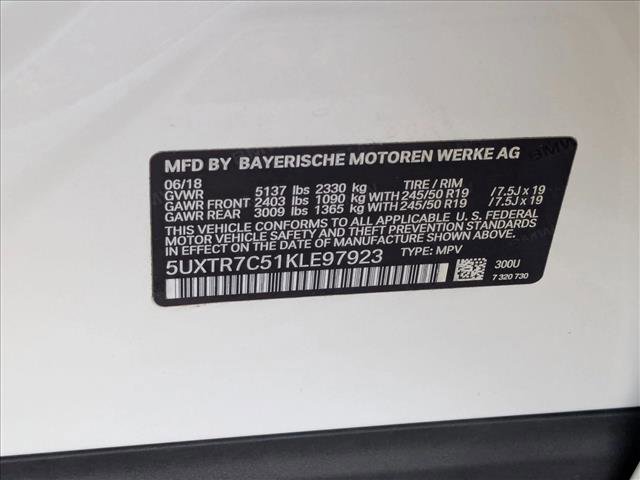 MFD BY BAYERISCHE MOTOREN WERKE AG
06/18 TIRE / RIM
GVWR 5137 lbs 2330 kg
GAWR FRONT 2403 lbs 1090 kg WITH 245/50 R19 /7.5J x 19
GAWR REAR 3009 lbs 1365 kg WITH 245/50 R19 /7.5J x 19
THIS VEHICLE CONFORMS TO ALL APPLICABLE U.S. FEDERAL
MOTOR VEHICLE SAFETY AND THEFT PREVENTION STANDARDS
IN EFFECT ON THE DATE OF MANUFACTURE SHOWN ABOVE.
5UXTR7C51KLE97923 TYPE: MPV
300U
7 320 730